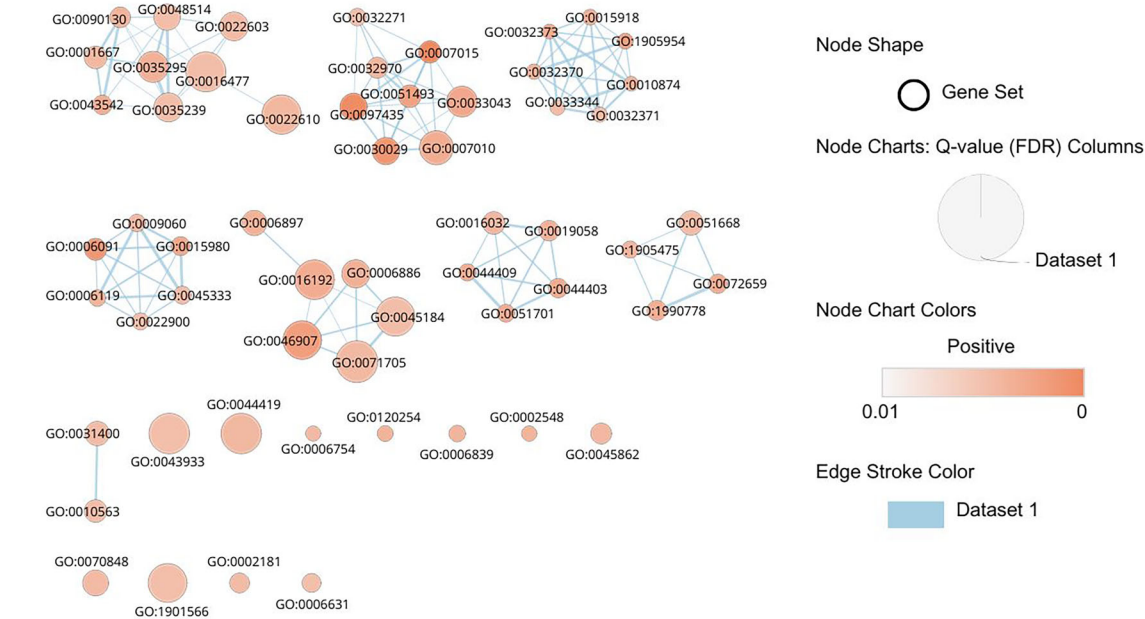 GO:0090130
GO:0048514
GO:0022603
GO:0001667
GO:0035295
GO:0016477
GO:0043542
GO:0035239
GO:0022610
GO:0032271
GO:0007015
GO:0032970
GO:0051493
GO:0033043
GO:0097435
GO:0030029
GO:0007010
GO:0015918
GO:0032373
GO:1905954
GO:0032370
GO:0010874
GO:0033344
GO:0032371
GO:0009060
GO:0006091
GO:0015980
GO:0006119
GO:0045333
GO:0022900
GO:0006897
GO:0016192
GO:0006886
GO:0045184
GO:0046907
GO:0071705
GO:0016032
GO:0019058
GO:0044409
GO:0044403
GO:0051701
GO:0051668
GO:1905475
GO:0072659
GO:1990778
GO:0031400
GO:0010563
GO:0043933
GO:0044419
GO:0006754
GO:0120254
GO:0006839
GO:0002548
GO:0045862
GO:0070848
GO:1901566
GO:0002181
GO:0006631
Node Shape
Gene Set
Node Charts: Q-value (FDR) Columns
Dataset 1
Node Chart Colors
Positive
0.01 0
Edge Stroke Color
Dataset 1